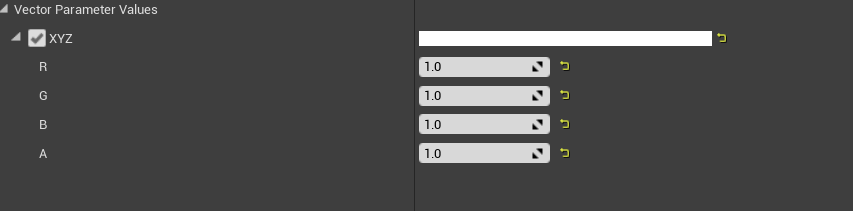 Vector Parameter Values
XYZ
R 1.0
G 1.0
B 1.0
A 1.0